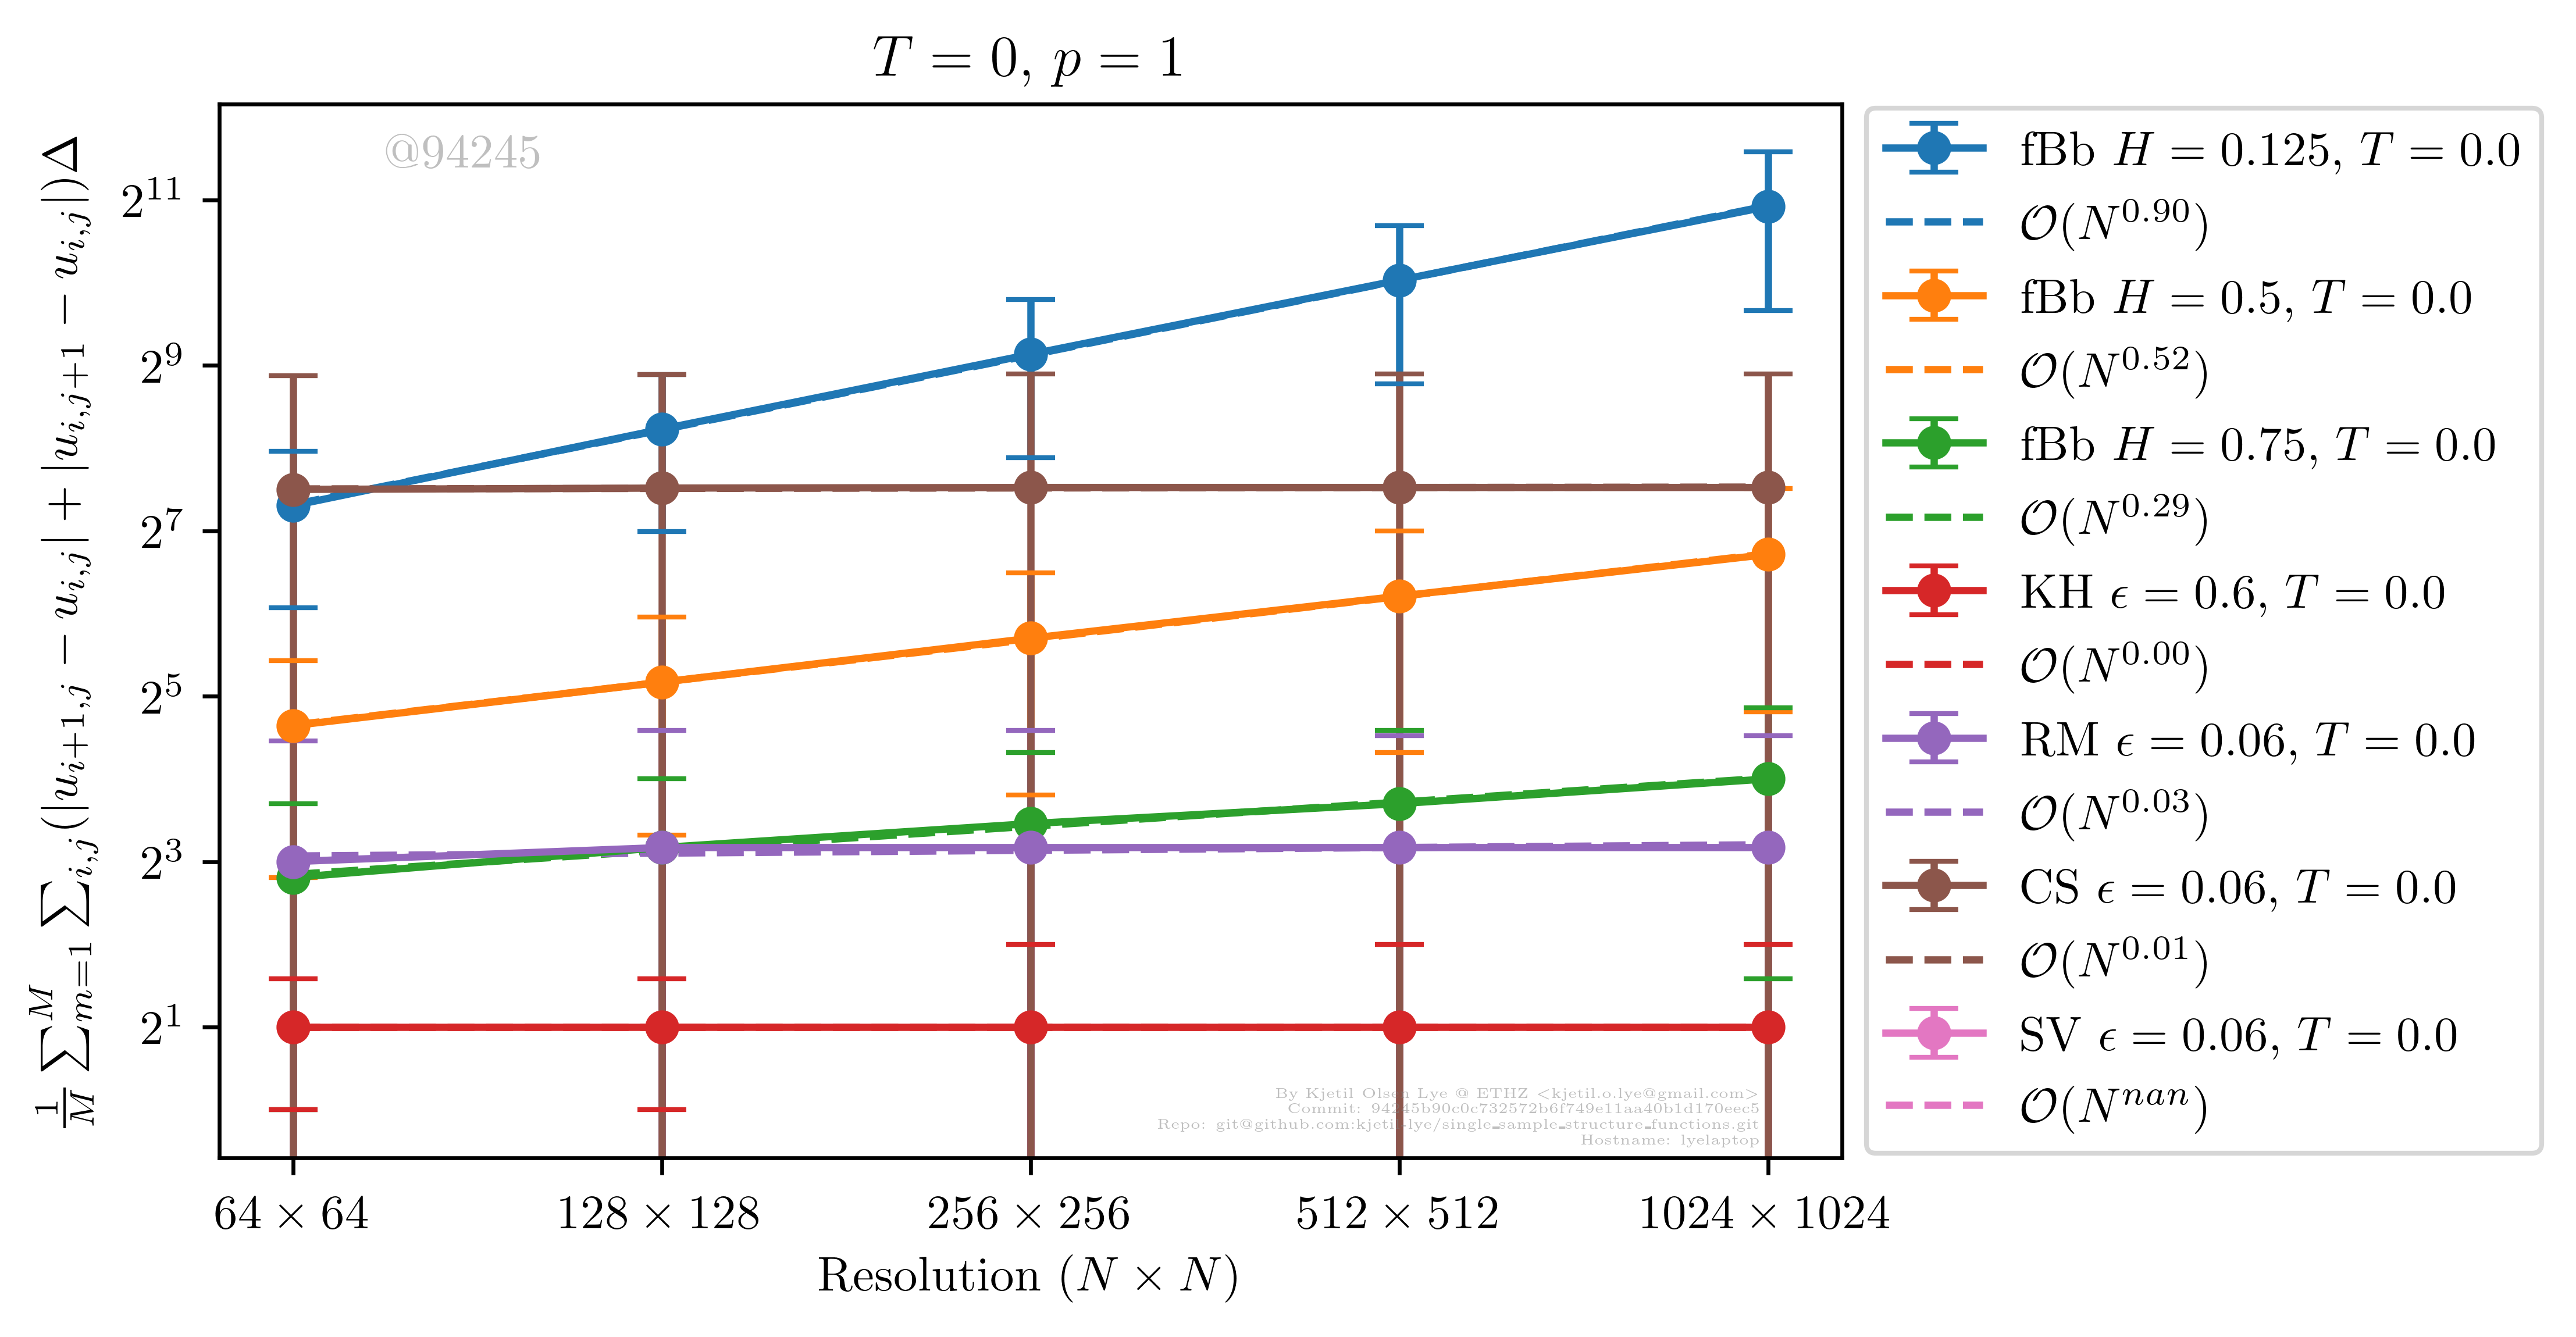 T = 0, p = 1
@94245
1/M ∑_{m=1}^{M} ∑_{i,j}(|u_{i+1,j} − u_{i,j}| + |u_{i,j+1} − u_{i,j}|)Δ
2^{11}
2^9
2^7
2^5
2^3
2^1
64 × 64
128 × 128
256 × 256
512 × 512
1024 × 1024
Resolution (N × N)
By Kjetil Olsen Lye @ ETHZ <kjetil.o.lye@gmail.com>
Commit: 94245b90c0c732572b6f749e11aa40b1d170eec5
Repo: git@github.com:kjetil-lye/single_sample_structure_functions.git
Hostname: lyelaptop
fBb H = 0.125, T = 0.0
𝒪(N^{0.90})
fBb H = 0.5, T = 0.0
𝒪(N^{0.52})
fBb H = 0.75, T = 0.0
𝒪(N^{0.29})
KH ϵ = 0.6, T = 0.0
𝒪(N^{0.00})
RM ϵ = 0.06, T = 0.0
𝒪(N^{0.03})
CS ϵ = 0.06, T = 0.0
𝒪(N^{0.01})
SV ϵ = 0.06, T = 0.0
𝒪(N^{nan})